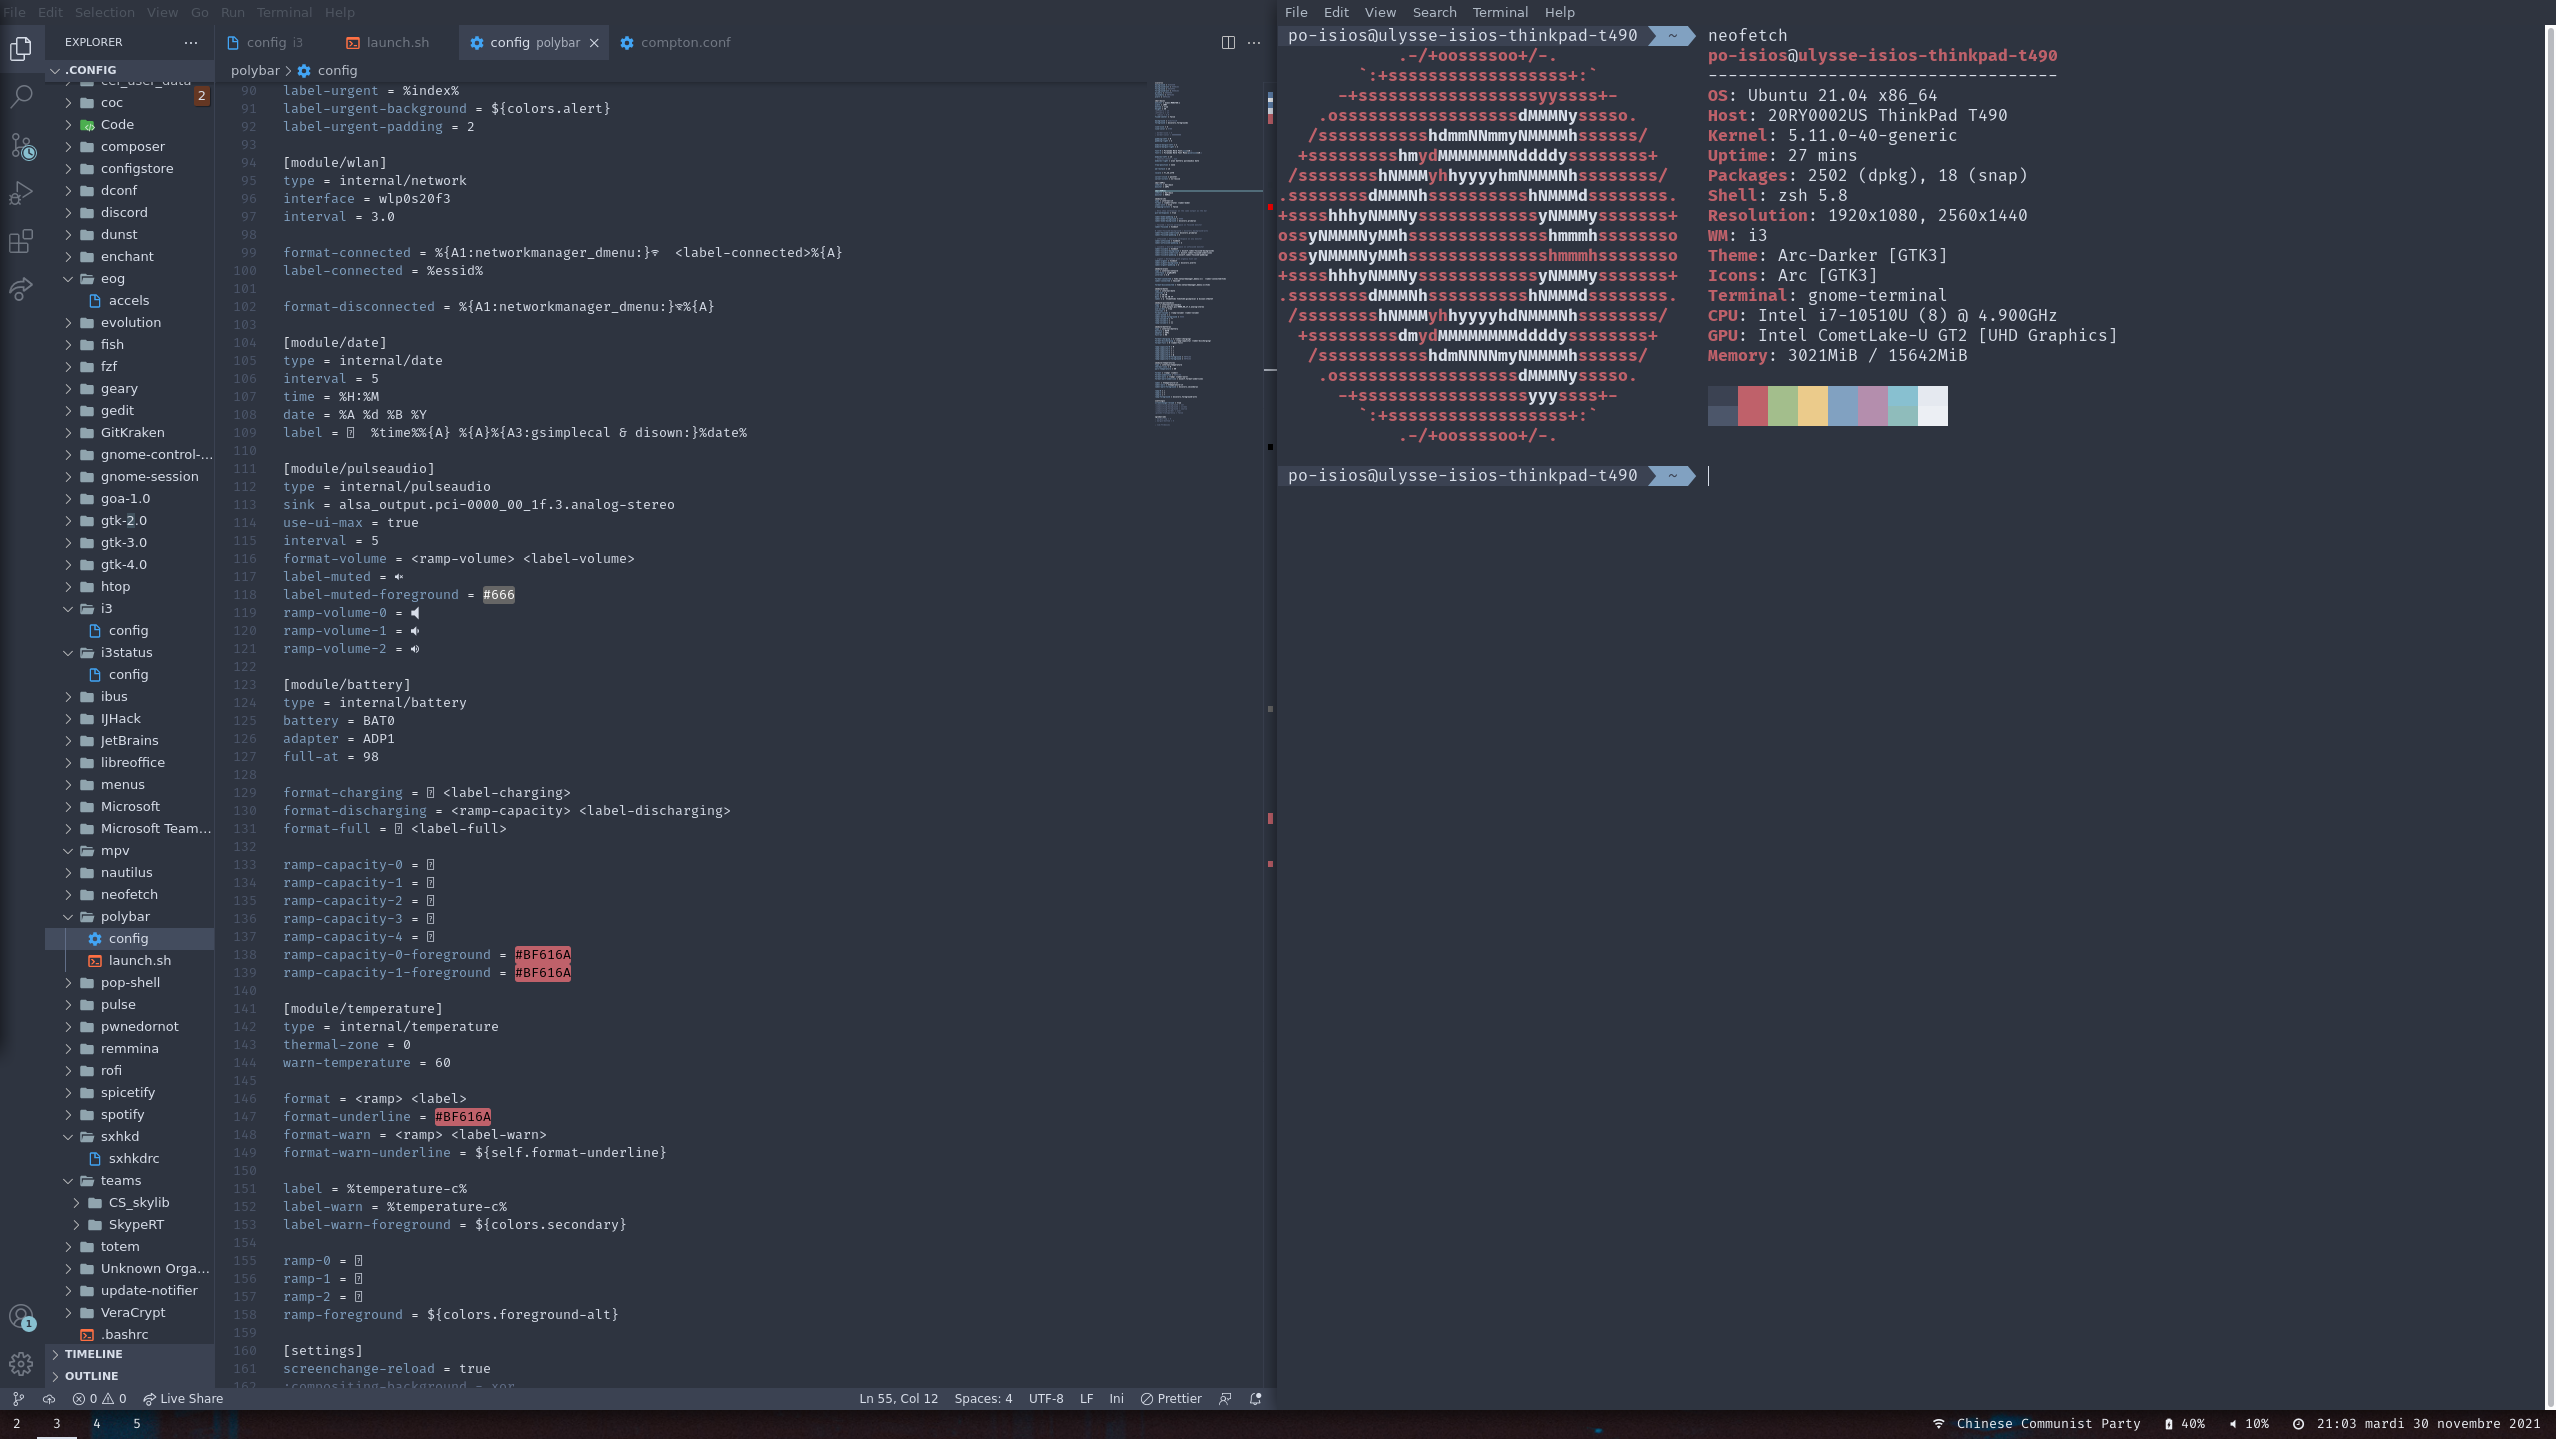 File Edit Selection View Go Run Terminal Help
EXPLORER
.CONFIG
coc
2
Code
composer
configstore
dconf
discord
dunst
enchant
eog
accels
evolution
fish
fzf
geary
gedit
GitKraken
gnome-control-...
gnome-session
goa-1.0
gtk-2.0
gtk-3.0
gtk-4.0
htop
i3
config
i3status
config
ibus
IJHack
JetBrains
libreoffice
menus
Microsoft
Microsoft Team...
mpv
nautilus
neofetch
polybar
config
launch.sh
pop-shell
pulse
pwnedornot
remmina
rofi
spicetify
spotify
sxhkd
sxhkdrc
teams
CS_skylib
SkypeRT
totem
Unknown Orga...
update-notifier
VeraCrypt
.bashrc
TIMELINE
OUTLINE
1
config i3 launch.sh config polybar compton.conf
polybar > config
90 label-urgent = %index%
91 label-urgent-background = ${colors.alert}
92 label-urgent-padding = 2
93
94 [module/wlan]
95 type = internal/network
96 interface = wlp0s20f3
97 interval = 3.0
98
99 format-connected = %{A1:networkmanager_dmenu:} <label-connected>%{A}
100 label-connected = %essid%
101
102 format-disconnected = %{A1:networkmanager_dmenu:}%{A}
103
104 [module/date]
105 type = internal/date
106 interval = 5
107 time = %H:%M
108 date = %A %d %B %Y
109 label = %time%%{A} %{A}%{A3:gsimplecal & disown:}%date%
110
111 [module/pulseaudio]
112 type = internal/pulseaudio
113 sink = alsa_output.pci-0000_00_1f.3.analog-stereo
114 use-ui-max = true
115 interval = 5
116 format-volume = <ramp-volume> <label-volume>
117 label-muted =
118 label-muted-foreground = #666
119 ramp-volume-0 =
120 ramp-volume-1 =
121 ramp-volume-2 =
122
123 [module/battery]
124 type = internal/battery
125 battery = BAT0
126 adapter = ADP1
127 full-at = 98
128
129 format-charging = <label-charging>
130 format-discharging = <ramp-capacity> <label-discharging>
131 format-full = <label-full>
132
133 ramp-capacity-0 =
134 ramp-capacity-1 =
135 ramp-capacity-2 =
136 ramp-capacity-3 =
137 ramp-capacity-4 =
138 ramp-capacity-0-foreground = #BF616A
139 ramp-capacity-1-foreground = #BF616A
140
141 [module/temperature]
142 type = internal/temperature
143 thermal-zone = 0
144 warn-temperature = 60
145
146 format = <ramp> <label>
147 format-underline = #BF616A
148 format-warn = <ramp> <label-warn>
149 format-warn-underline = ${self.format-underline}
150
151 label = %temperature-c%
152 label-warn = %temperature-c%
153 label-warn-foreground = ${colors.secondary}
154
155 ramp-0 =
156 ramp-1 =
157 ramp-2 =
158 ramp-foreground = ${colors.foreground-alt}
159
160 [settings]
161 screenchange-reload = true
0 0 Live Share Ln 55, Col 12 Spaces: 4 UTF-8 LF Ini Prettier
File Edit View Search Terminal Help
po-isios@ulysse-isios-thinkpad-t490 ~ neofetch
po-isios@ulysse-isios-thinkpad-t490
-----------------------------------
OS: Ubuntu 21.04 x86_64
Host: 20RY0002US ThinkPad T490
Kernel: 5.11.0-40-generic
Uptime: 27 mins
Packages: 2502 (dpkg), 18 (snap)
Shell: zsh 5.8
Resolution: 1920x1080, 2560x1440
WM: i3
Theme: Arc-Darker [GTK3]
Icons: Arc [GTK3]
Terminal: gnome-terminal
CPU: Intel i7-10510U (8) @ 4.900GHz
GPU: Intel CometLake-U GT2 [UHD Graphics]
Memory: 3021MiB / 15642MiB
po-isios@ulysse-isios-thinkpad-t490 ~
2 3 4 5 Chinese Communist Party 40% 10% 21:03 mardi 30 novembre 2021